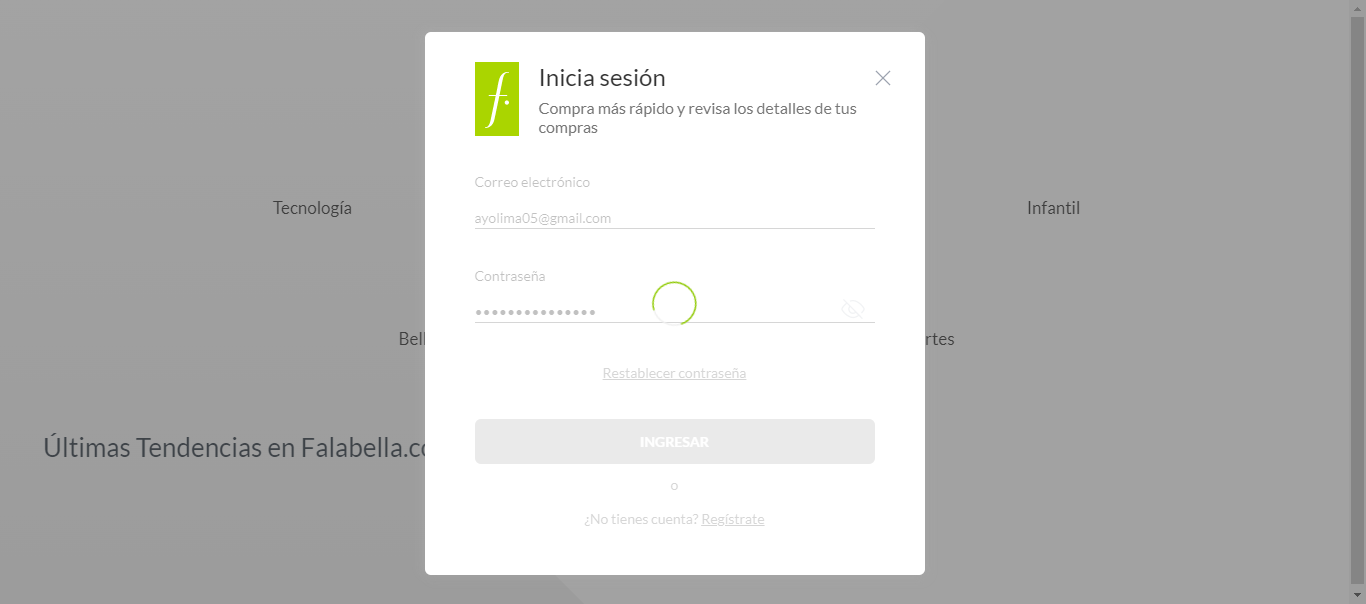 Inicia sesión
Compra más rápido y revisa los detalles de tus
compras
Correo electrónico
Tecnología
Infantil
ayolima05@gmail.com
Contraseña
•••••••••••••••
Bell
rtes
Restablecer contraseña
INGRESAR
Últimas Tendencias en Falabella.co
o
¿No tienes cuenta? Regístrate